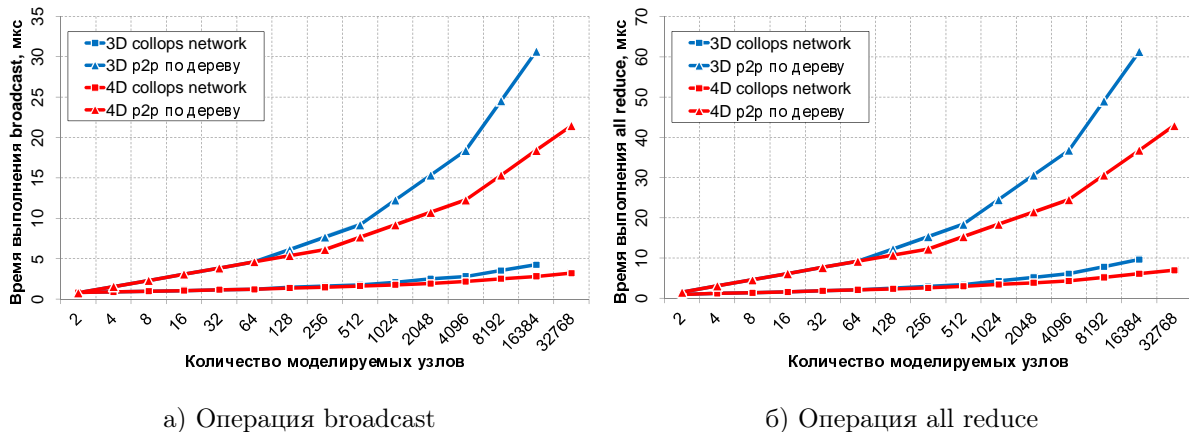 Время выполнения broadcast, мкс
35
30
25
20
15
10
5
0
3D collops network
3D p2p по дереву
4D collops network
4D p2p по дереву
2 4 8 16 32 64 128 256 512 1024 2048 4096 8192 16384 32768
Количество моделируемых узлов
а) Операция broadcast
Время выполнения all reduce, мкс
70
60
50
40
30
20
10
0
3D collops network
3D p2p по дереву
4D collops network
4D p2p по дереву
2 4 8 16 32 64 128 256 512 1024 2048 4096 8192 16384 32768
Количество моделируемых узлов
б) Операция all reduce